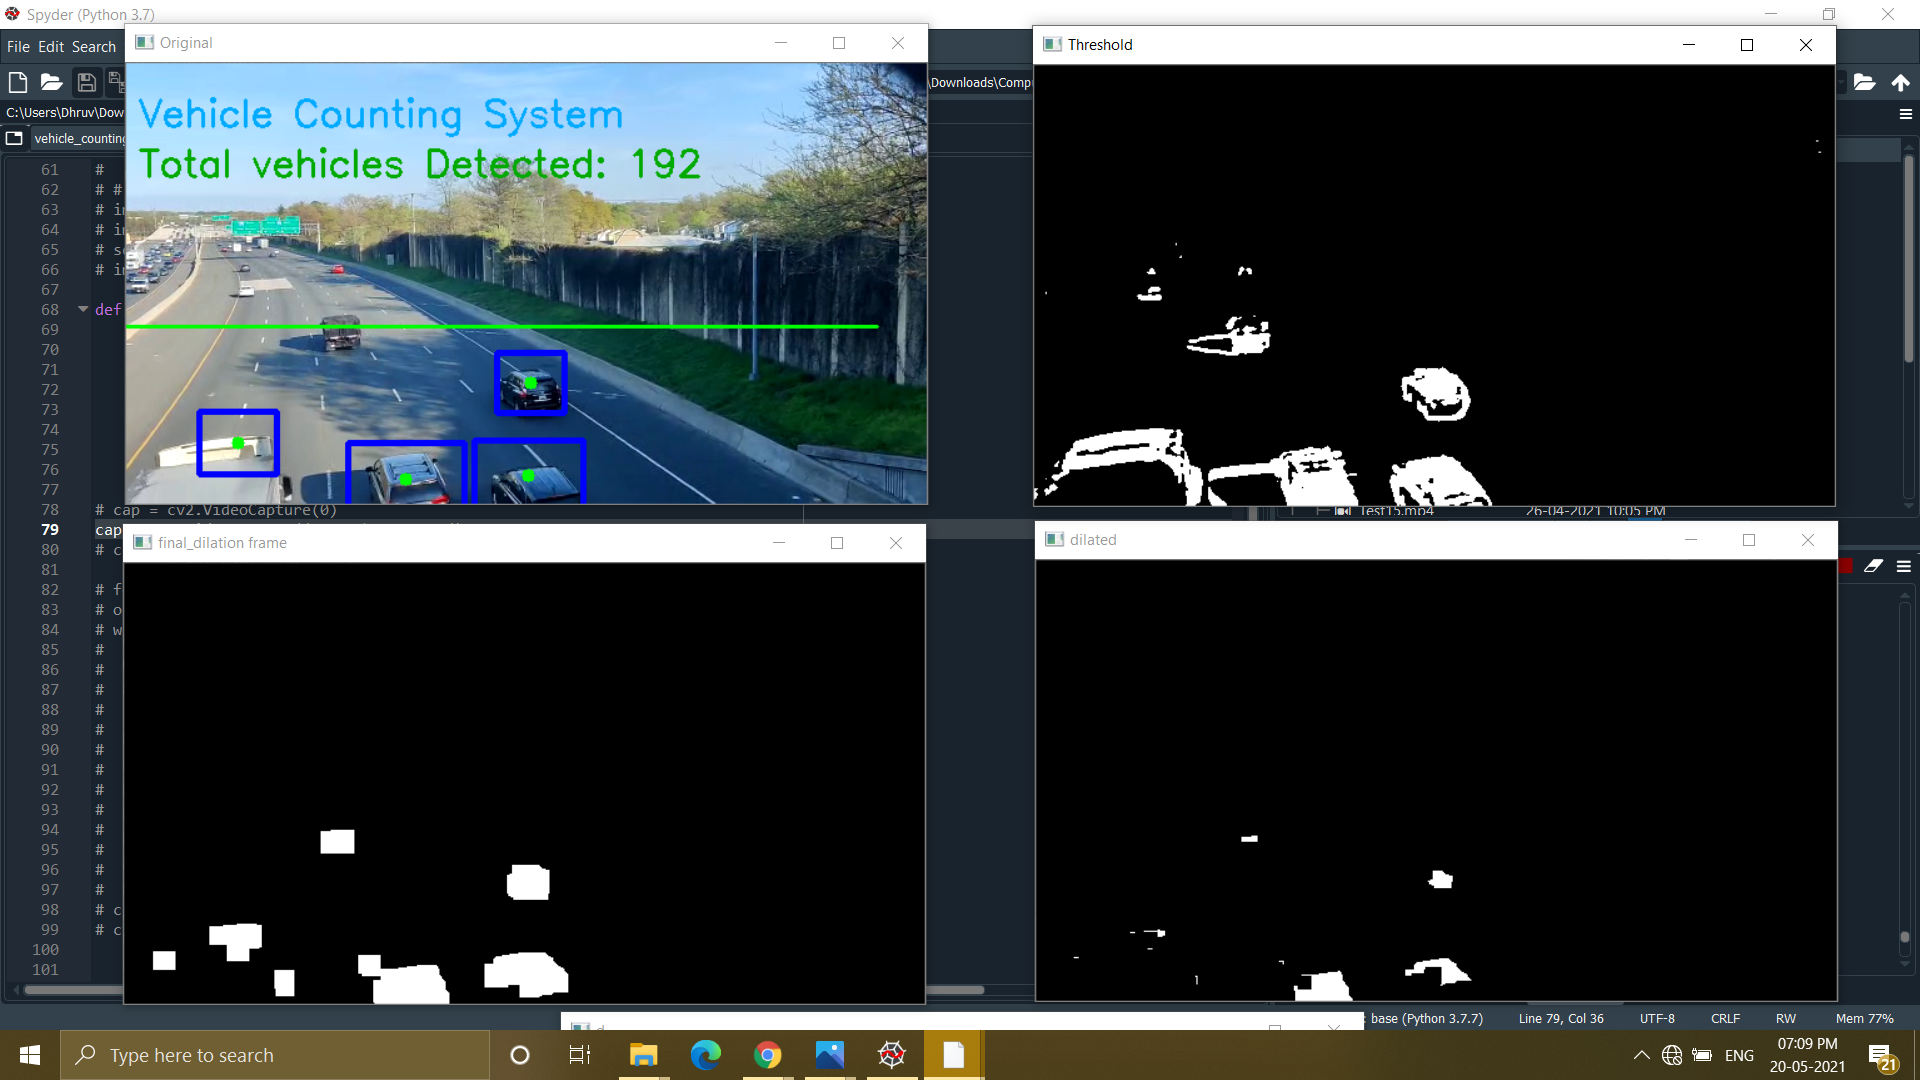 Spyder (Python 3.7)
File Edit Search
C:\Users\Dhruv\Dow
vehicle_counting
\Downloads\Compu
Original
Vehicle Counting System
Total vehicles Detected: 192
Threshold
61 #
62 # #
63 # i
64 # i
65 # s
66 # i
67
68 def
69
70
71
72
73
74
75
76
77
78 # cap = cv2.VideoCapture(0)
79 cap
80 # c
81
82 # f
83 # o
84 # w
85 #
86 #
87 #
88 #
89 #
90 #
91 #
92 #
93 #
94 #
95 #
96 #
97 #
98 # c
99 # c
100
101
Test15.mp4 26-04-2021 10:05 PM
final_dilation frame
dilated
base (Python 3.7.7) Line 79, Col 36 UTF-8 CRLF RW Mem 77%
Type here to search
ENG
07:09 PM
20-05-2021
21